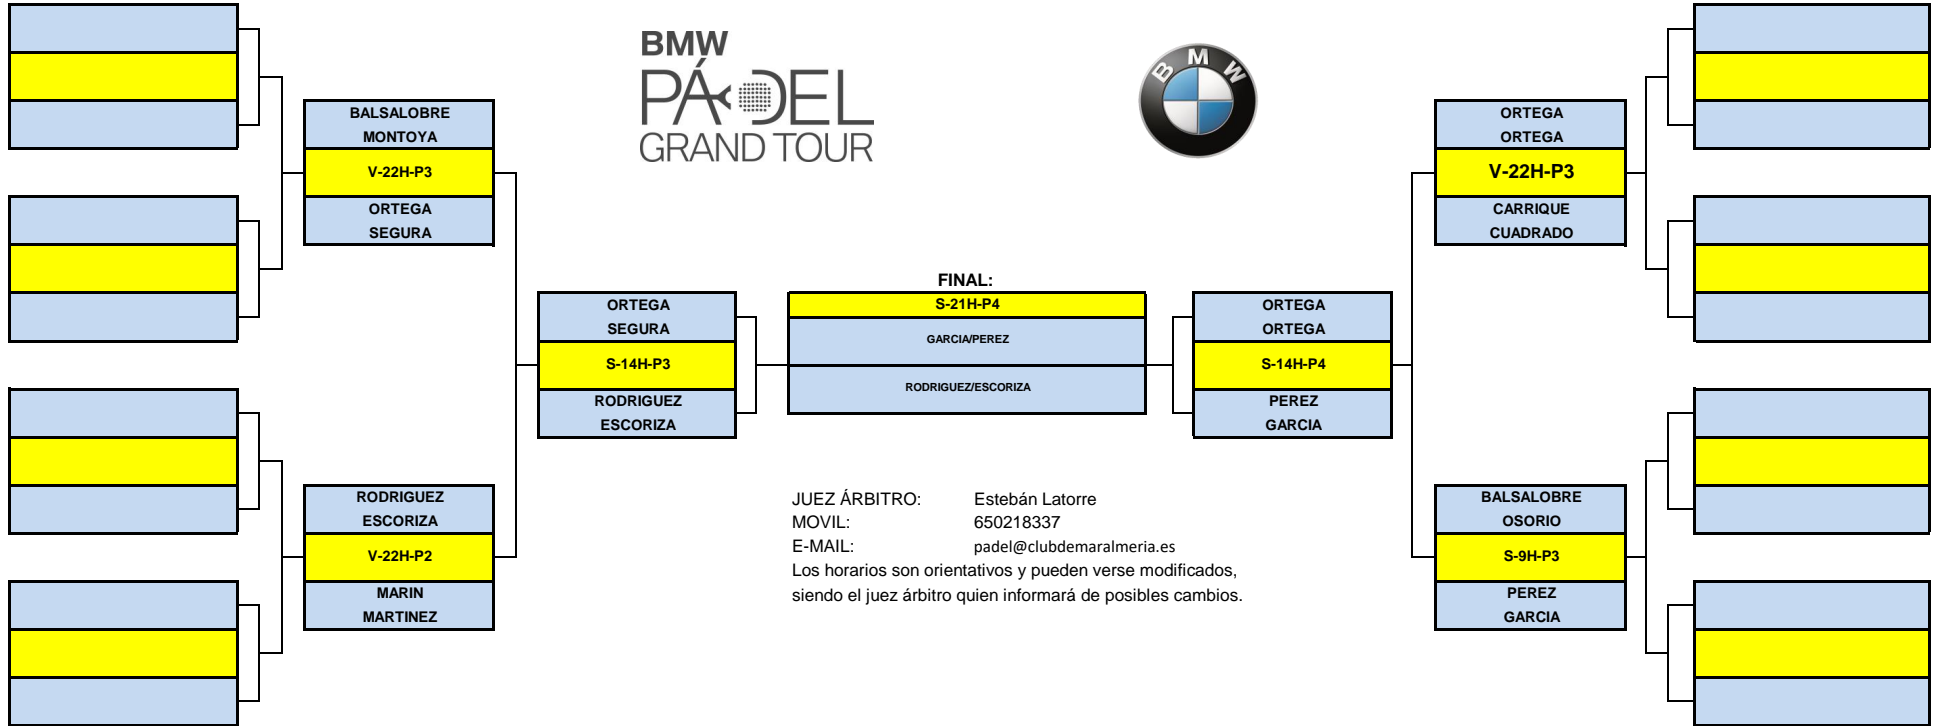 BMW
PÁDEL
GRAND TOUR
BMW
BALSALOBRE
MONTOYA
V-22H-P3
ORTEGA
SEGURA
RODRIGUEZ
ESCORIZA
V-22H-P2
MARIN
MARTINEZ
ORTEGA
SEGURA
S-14H-P3
RODRIGUEZ
ESCORIZA
FINAL:
S-21H-P4
GARCIA/PEREZ
RODRIGUEZ/ESCORIZA
ORTEGA
ORTEGA
S-14H-P4
PEREZ
GARCIA
ORTEGA
ORTEGA
V-22H-P3
CARRIQUE
CUADRADO
BALSALOBRE
OSORIO
S-9H-P3
PEREZ
GARCIA
JUEZ ÁRBITRO: Estebán Latorre
MOVIL: 650218337
E-MAIL: padel@clubdemaralmeria.es
Los horarios son orientativos y pueden verse modificados,
siendo el juez árbitro quien informará de posibles cambios.